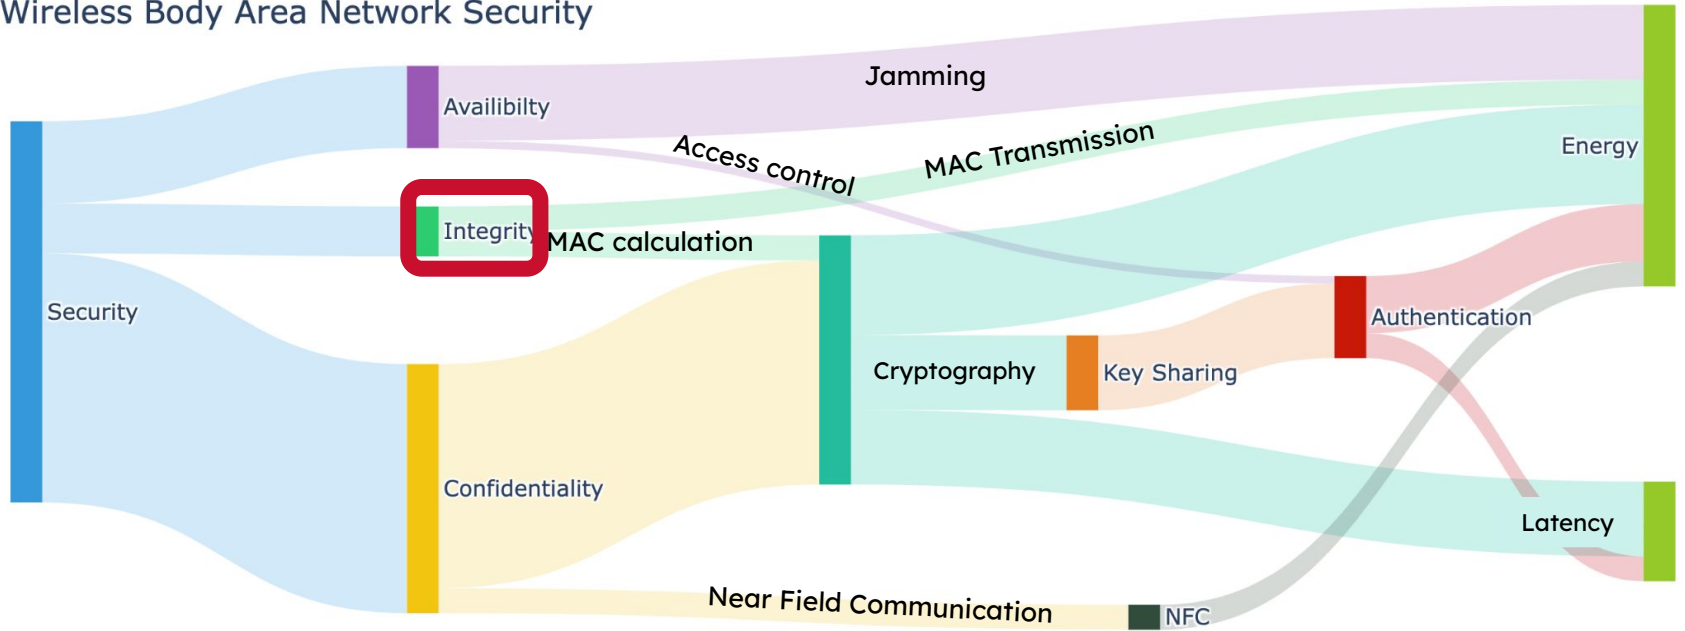 Wireless Body Area Network Security
Jamming
Availibilty
Access control
MAC Transmission
Energy
Integrity
MAC calculation
Security
Authentication
Cryptography
Key Sharing
Confidentiality
Latency
Near Field Communication
NFC